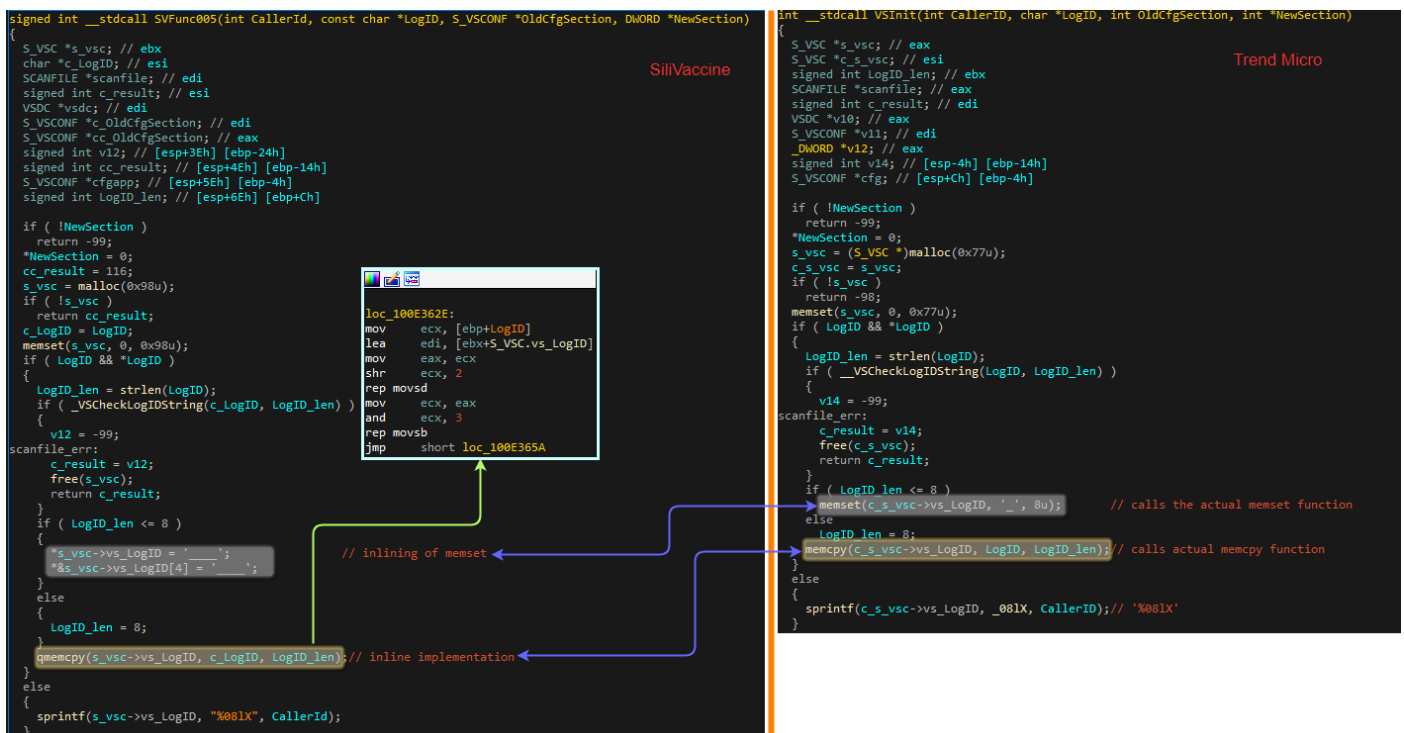 signed int __stdcall SVFunc005(int CallerId, const char *LogID, S_VSCONF *OldCfgSection, DWORD *NewSection)
{
S_VSC *s_vsc; // ebx
char *c_LogID; // esi
SCANFILE *scanfile; // edi
signed int c_result; // esi
VSDC *vsdc; // edi
S_VSCONF *c_OldCfgSection; // edi
S_VSCONF *cc_OldCfgSection; // eax
signed int v12; // [esp+3Eh] [ebp-24h]
signed int cc_result; // [esp+4Eh] [ebp-14h]
S_VSCONF *cfgapp; // [esp+5Eh] [ebp-4h]
signed int LogID_len; // [esp+6Eh] [ebp+Ch]
if ( !NewSection )
return -99;
*NewSection = 0;
cc_result = 116;
s_vsc = malloc(0x98u);
if ( !s_vsc )
return cc_result;
c_LogID = LogID;
memset(s_vsc, 0, 0x98u);
if ( LogID && *LogID )
{
LogID_len = strlen(LogID);
if ( _VSCheckLogIDString(c_LogID, LogID_len) )
{
v12 = -99;
scanfile_err:
c_result = v12;
free(s_vsc);
return c_result;
}
if ( LogID_len <= 8 )
{
*s_vsc->vs_LogID = '____';
*&s_vsc->vs_LogID[4] = '____';
}
else
{
LogID_len = 8;
}
qmemcpy(s_vsc->vs_LogID, c_LogID, LogID_len);// inline implementation
}
else
{
sprintf(s_vsc->vs_LogID, "%08lX", CallerId);
}
SiliVaccine
// inlining of memset
loc_100E362E:
mov ecx, [ebp+LogID]
lea edi, [ebx+S_VSC.vs_LogID]
mov eax, ecx
shr ecx, 2
rep movsd
mov ecx, eax
and ecx, 3
rep movsb
jmp short loc_100E365A
int __stdcall VSInit(int CallerID, char *LogID, int OldCfgSection, int *NewSection)
{
S_VSC *s_vsc; // eax
S_VSC *c_s_vsc; // esi
signed int LogID_len; // ebx
SCANFILE *scanfile; // eax
signed int c_result; // edi
VSDC *v10; // eax
S_VSCONF *v11; // edi
_DWORD *v12; // eax
signed int v14; // [esp-4h] [ebp-14h]
S_VSCONF *cfg; // [esp+Ch] [ebp-4h]
if ( !NewSection )
return -99;
*NewSection = 0;
s_vsc = (S_VSC *)malloc(0x77u);
c_s_vsc = s_vsc;
if ( !s_vsc )
return -98;
memset(s_vsc, 0, 0x77u);
if ( LogID && *LogID )
{
LogID_len = strlen(LogID);
if ( __VSCheckLogIDString(LogID, LogID_len) )
{
v14 = -99;
scanfile_err:
c_result = v14;
free(c_s_vsc);
return c_result;
}
if ( LogID_len <= 8 )
memset(c_s_vsc->vs_LogID, '_', 8u); // calls the actual memset function
else
LogID_len = 8;
memcpy(c_s_vsc->vs_LogID, LogID, LogID_len);// calls actual memcpy function
}
else
{
sprintf(c_s_vsc->vs_LogID, _08lX, CallerID);// '%08lX'
}
Trend Micro